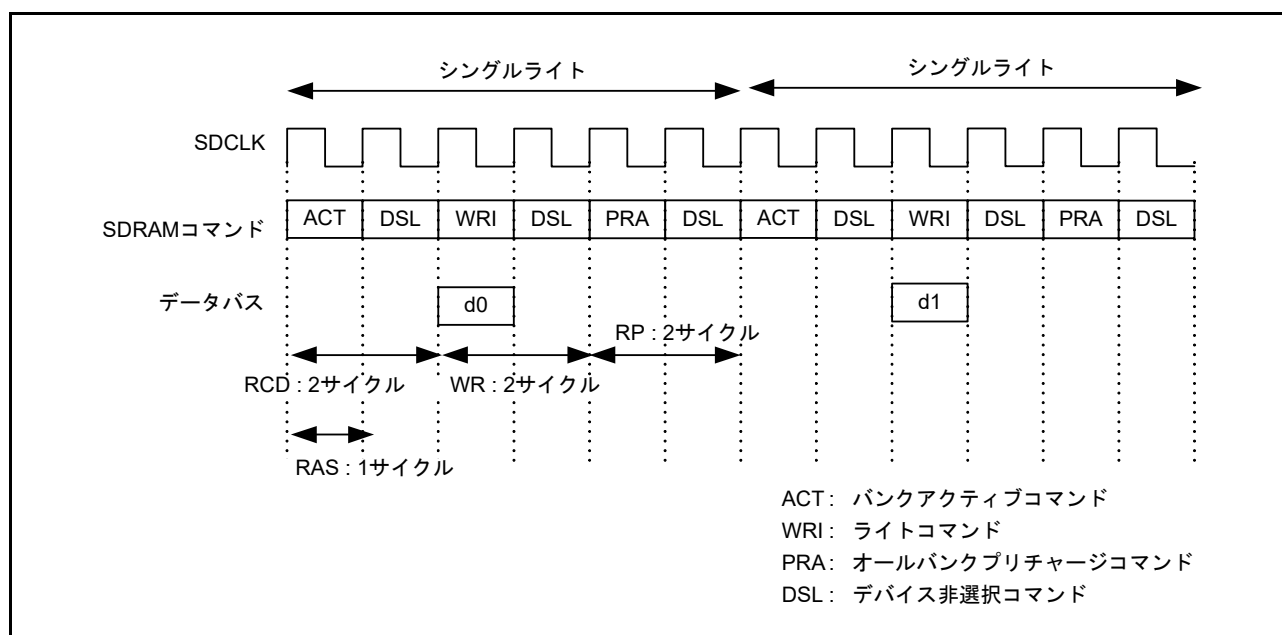 シングルライト シングルライト
SDCLK
SDRAMコマンド ACT DSL WRI DSL PRA DSL ACT DSL WRI DSL PRA DSL
データバス d0 d1
RP : 2サイクル
RCD : 2サイクル WR : 2サイクル
RAS : 1サイクル
ACT : バンクアクティブコマンド
WRI : ライトコマンド
PRA : オールバンクプリチャージコマンド
DSL : デバイス非選択コマンド